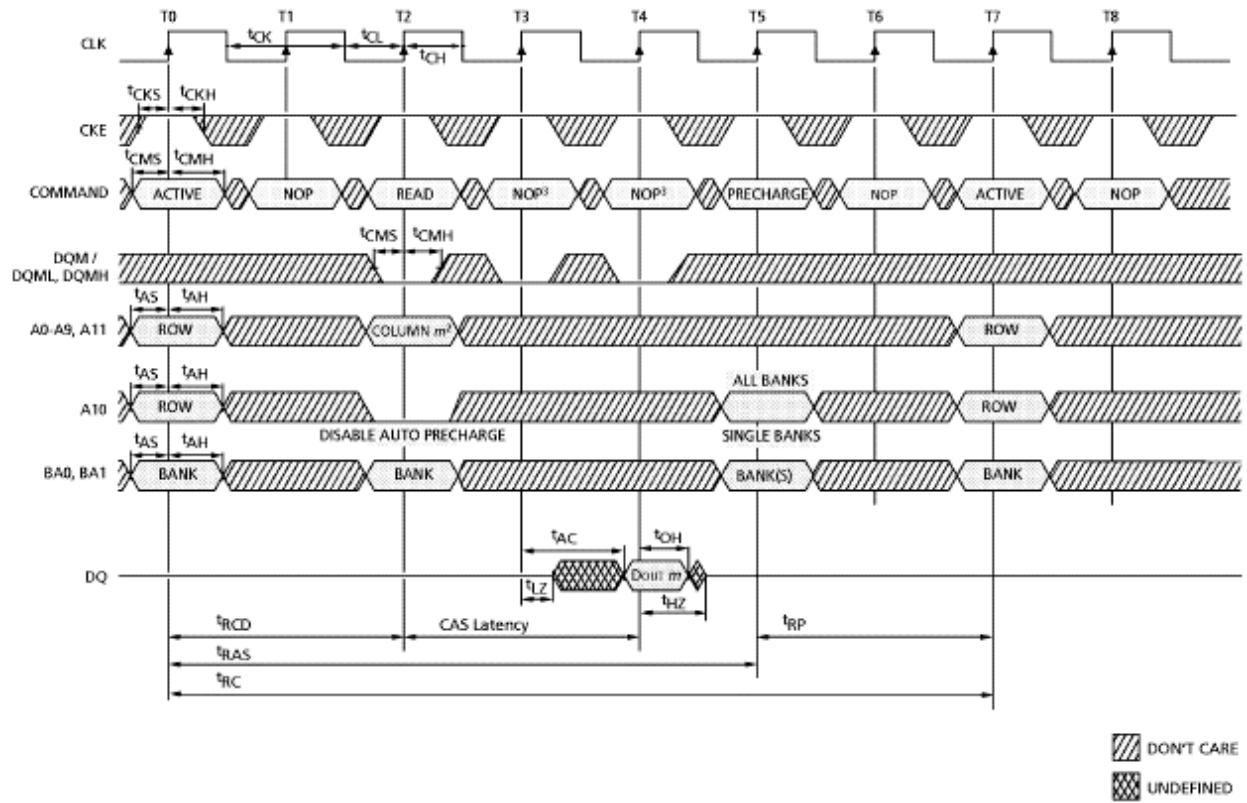 T0 T1 T2 T3 T4 T5 T6 T7 T8
CLK
tCK tCL
tCH
tCKS tCKH
CKE
tCMS tCMH
COMMAND ACTIVE NOP READ NOP³ NOP³ PRECHARGE NOP ACTIVE NOP
tCMS tCMH
DQM /
DQML, DQMH
tAS tAH
A0-A9, A11 ROW COLUMN m² ROW
tAS tAH
ALL BANKS
A10 ROW ROW
DISABLE AUTO PRECHARGE SINGLE BANKS
tAS tAH
BA0, BA1 BANK BANK BANK(S) BANK
tAC tOH
DQ DOUT m
tLZ tHZ
tRCD CAS Latency tRP
tRAS
tRC
DON'T CARE
UNDEFINED